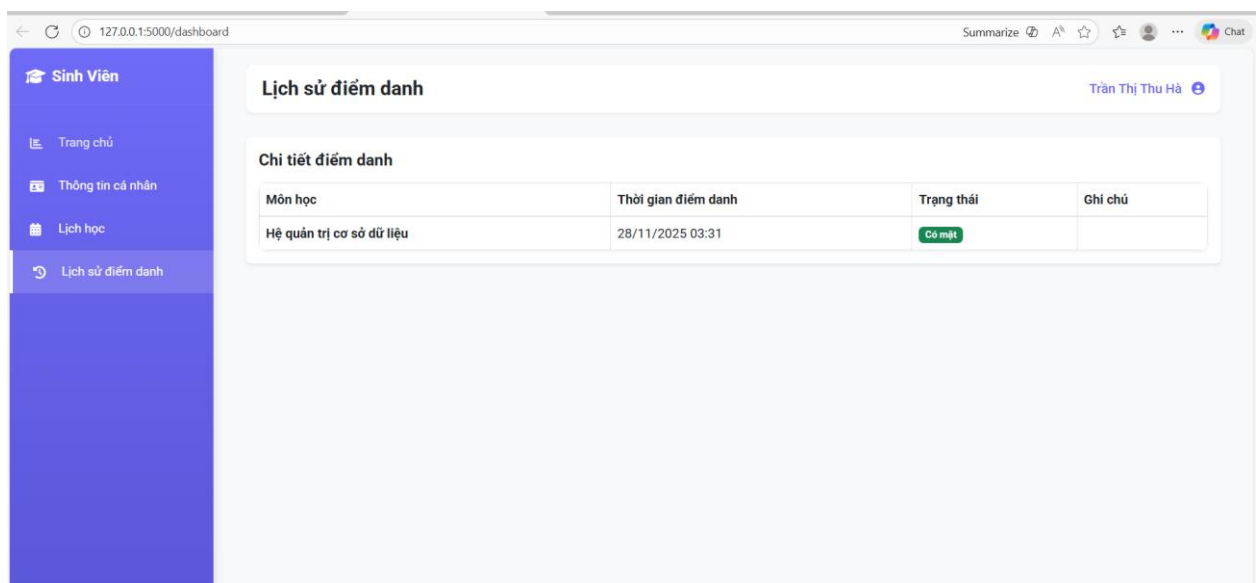 127.0.0.1:5000/dashboard
Summarize
Chat
Sinh Viên
Trang chủ
Thông tin cá nhân
Lịch học
Lịch sử điểm danh
Lịch sử điểm danh
Trần Thị Thu Hà
Chi tiết điểm danh
Môn học Thời gian điểm danh Trạng thái Ghi chú
Hệ quản trị cơ sở dữ liệu 28/11/2025 03:31 Có mặt